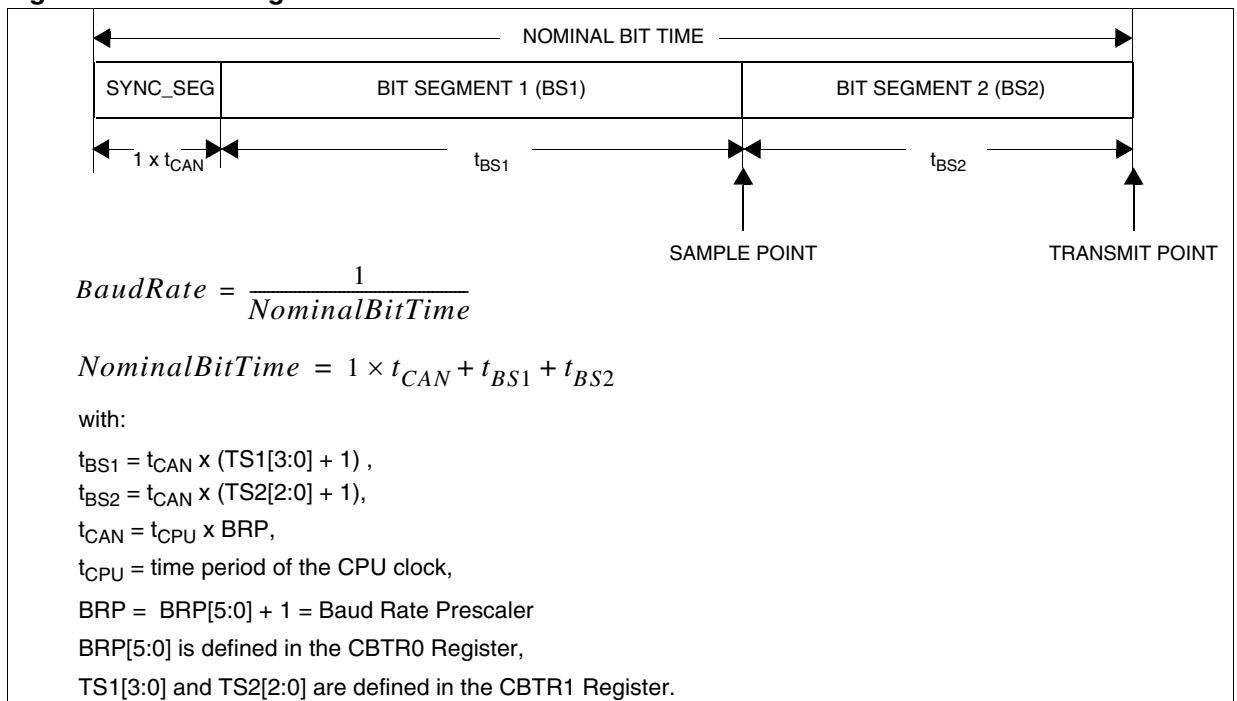 NOMINAL BIT TIME
SYNC_SEG
BIT SEGMENT 1 (BS1)
BIT SEGMENT 2 (BS2)
1 x tCAN
tBS1
tBS2
SAMPLE POINT
TRANSMIT POINT
BaudRate = 1 / NominalBitTime
NominalBitTime = 1 × tCAN + tBS1 + tBS2
with:
tBS1 = tCAN x (TS1[3:0] + 1) ,
tBS2 = tCAN x (TS2[2:0] + 1),
tCAN = tCPU x BRP,
tCPU = time period of the CPU clock,
BRP = BRP[5:0] + 1 = Baud Rate Prescaler
BRP[5:0] is defined in the CBTR0 Register,
TS1[3:0] and TS2[2:0] are defined in the CBTR1 Register.